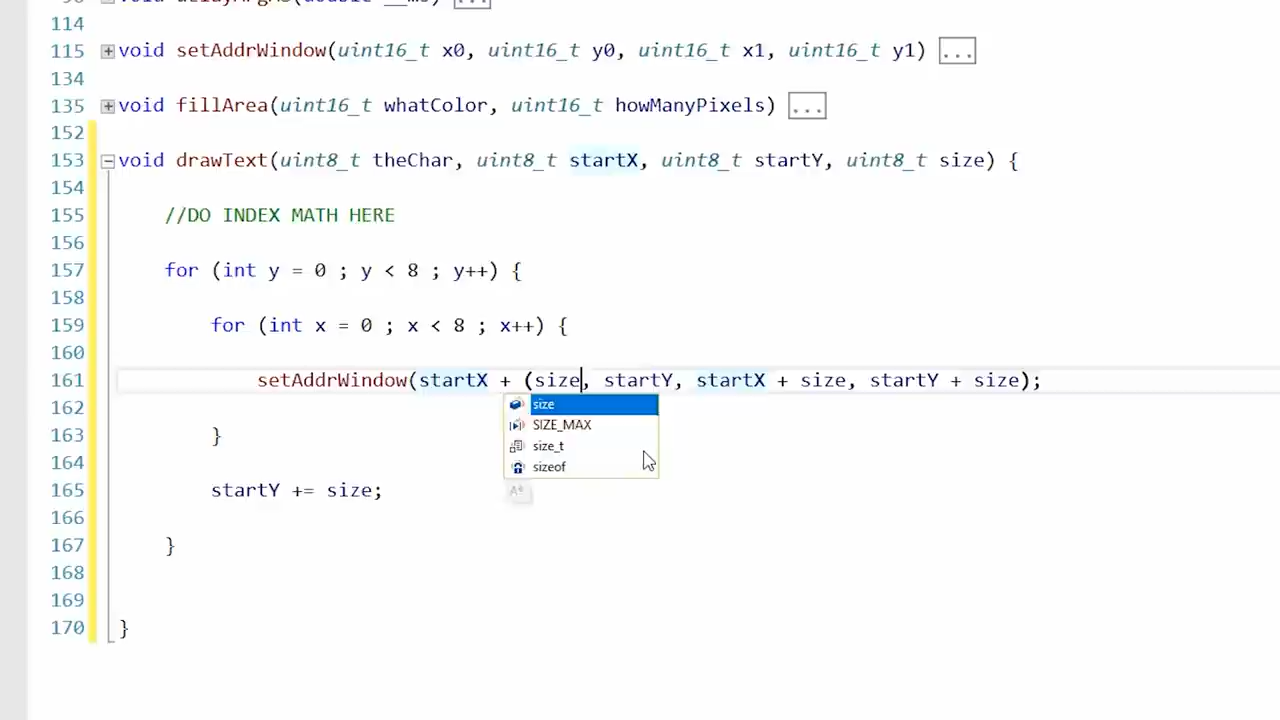 114
115 void setAddrWindow(uint16_t x0, uint16_t y0, uint16_t x1, uint16_t y1) ...
134
135 void fillArea(uint16_t whatColor, uint16_t howManyPixels) ...
152
153 void drawText(uint8_t theChar, uint8_t startX, uint8_t startY, uint8_t size) {
154
155 //DO INDEX MATH HERE
156
157 for (int y = 0 ; y < 8 ; y++) {
158
159 for (int x = 0 ; x < 8 ; x++) {
160
161 setAddrWindow(startX + (size, startY, startX + size, startY + size);
size
162
SIZE_MAX
163 }
size_t
164
sizeof
165 startY += size;
166
167 }
168
169
170 }